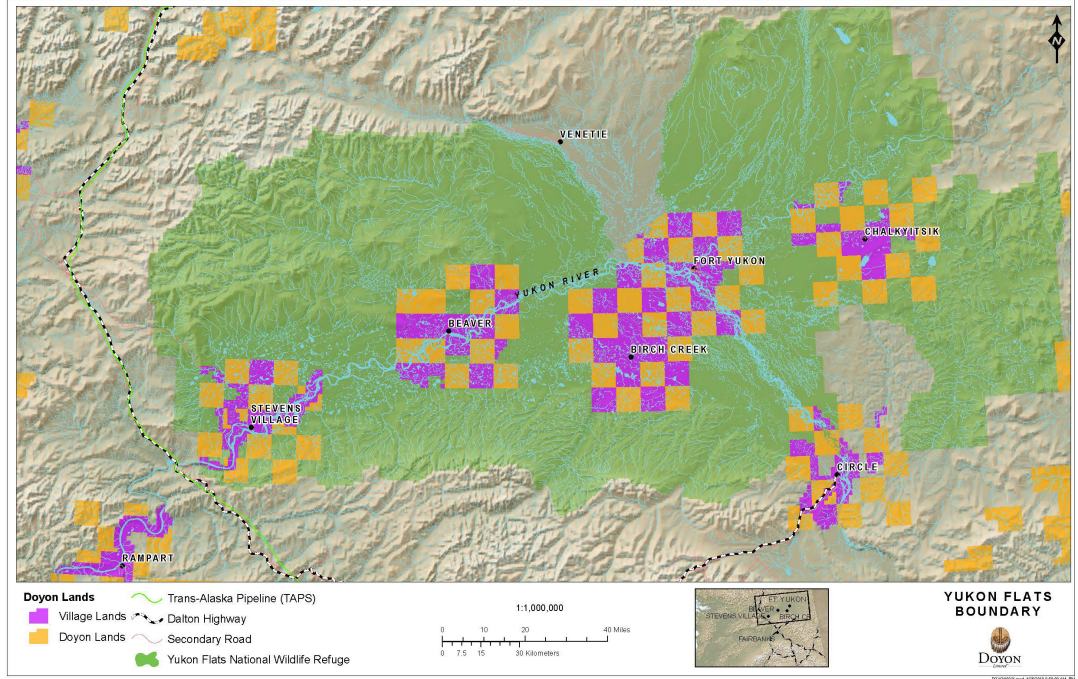 N
VENETIE
CHALKYITSIK
FORT YUKON
YUKON RIVER
BEAVER
BIRCH CREEK
STEVENS
VILLAGE
CIRCLE
RAMPART
Doyon Lands
Village Lands
Doyon Lands
Trans-Alaska Pipeline (TAPS)
Dalton Highway
Secondary Road
Yukon Flats National Wildlife Refuge
1:1,000,000
0 10 20 40 Miles
0 7.5 15 30 Kilometers
FT. YUKON
BEAVER
STEVENS VILLAGE
BIRCH CR
FAIRBANKS
YUKON FLATS
BOUNDARY
DOYON
Limited